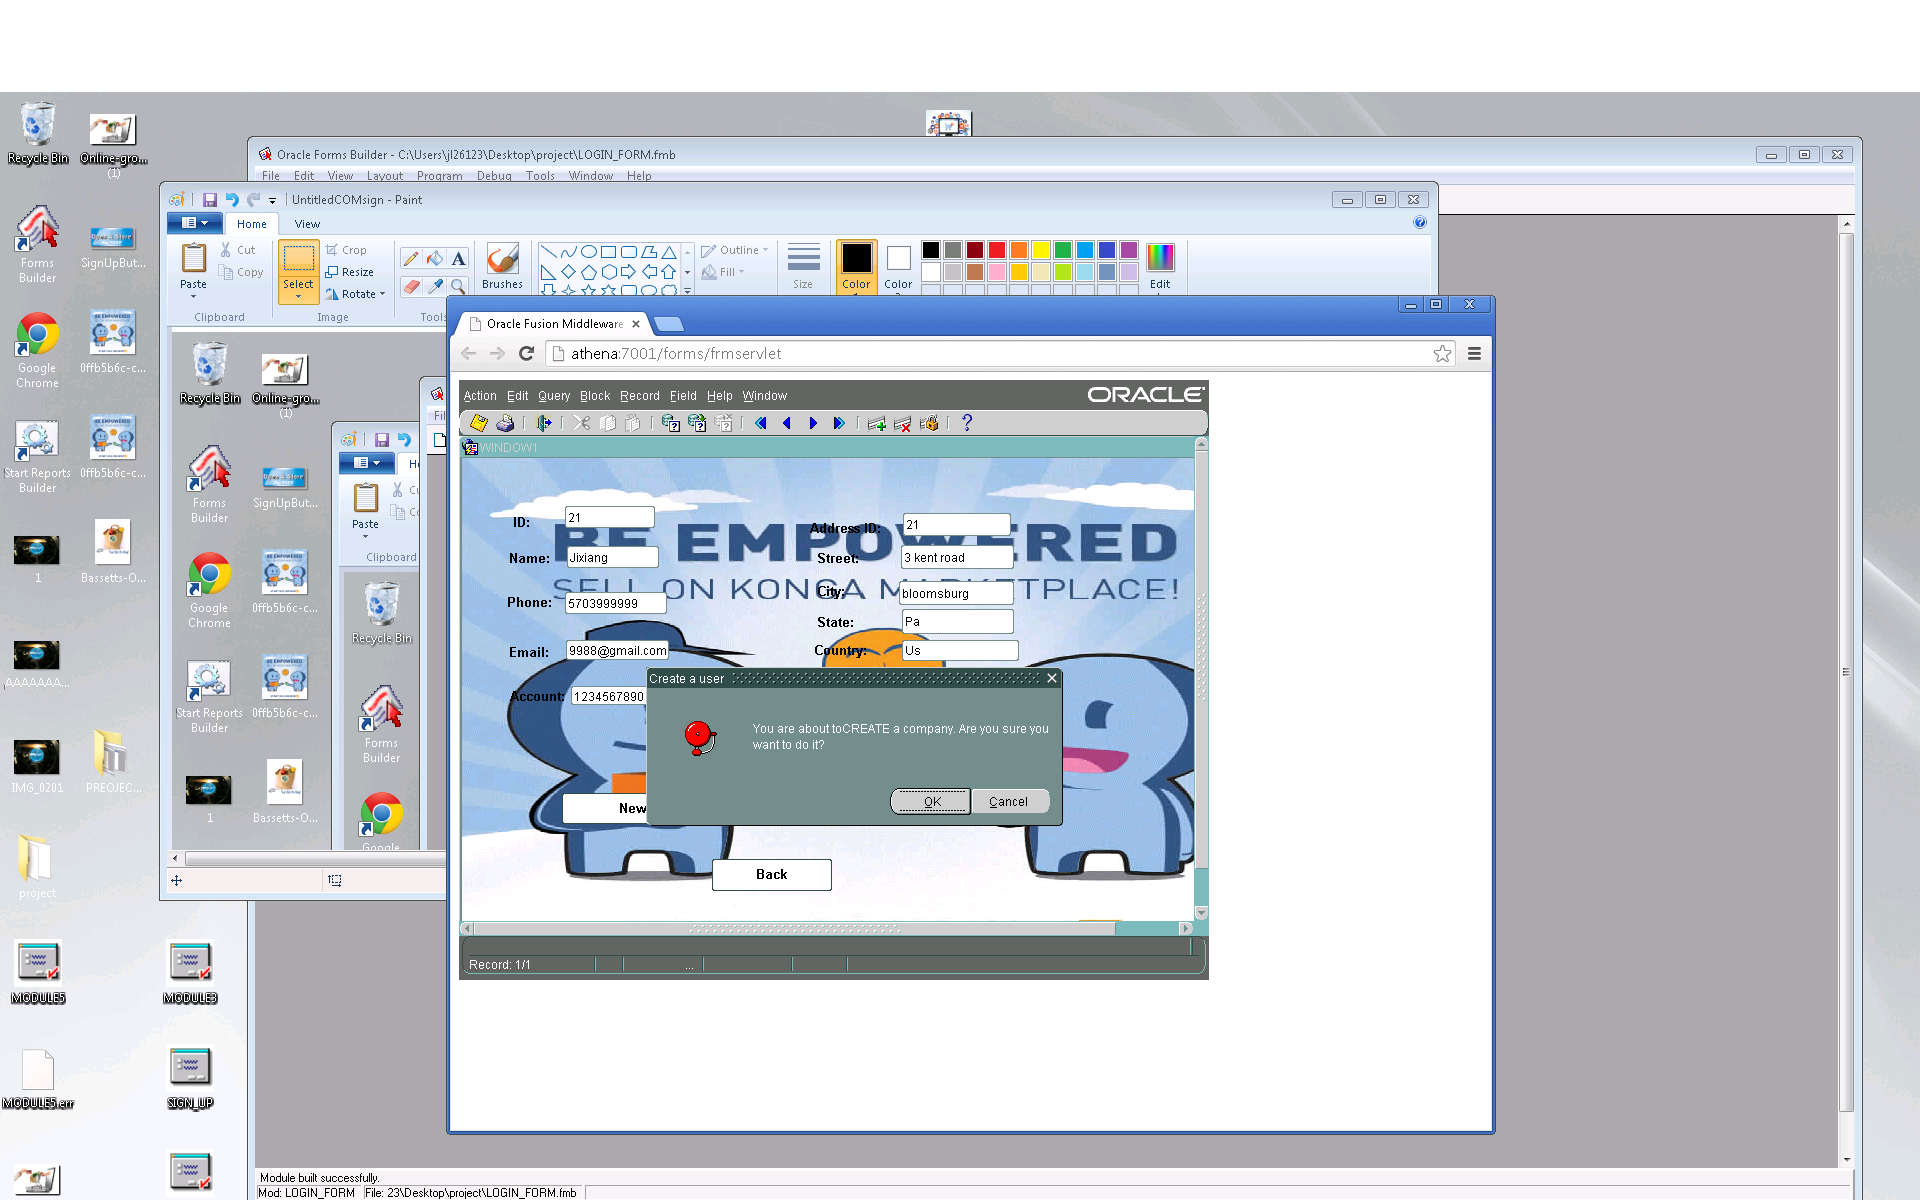 Recycle Bin
Online-gro...
(1)
Forms
Builder
SignUpBut...
Google
Chrome
0ffb5b6c-c...
Start Reports
Builder
0ffb5b6c-c...
1
Bassetts-O...
AAAAAAA...
IMG_0201
PREOJEC...
project
MODULE5
MODULE3
MODULE5.err
SIGN_UP
Oracle Forms Builder - C:\Users\jl26123\Desktop\project\LOGIN_FORM.fmb
File Edit View Layout Program Debug Tools Window Help
UntitledCOMsign - Paint
Home View
Paste
Cut
Copy
Clipboard
Select
Crop
Resize
Rotate
Image
A
Tools
Brushes
Outline
Fill
Size
Color
Color
Edit
Recycle Bin
Online-gro...
(1)
Forms
Builder
SignUpBut...
Google
Chrome
0ffb5b6c-c...
Start Reports
Builder
0ffb5b6c-c...
1
Bassetts-O...
Paste
Clipboard
Recycle Bin
Forms
Builder
Google
Oracle Fusion Middleware
athena:7001/forms/frmservlet
Action Edit Query Block Record Field Help Window
ORACLE
WINDOW1
BE EMPOWERED
SELL ON KONGA MARKETPLACE!
ID: 21
Name: Jixiang
Phone: 5703999999
Email: 9988@gmail.com
Account: 1234567890
Address ID: 21
Street: 3 kent road
City: bloomsburg
State: Pa
Country: Us
Create a user
You are about toCREATE a company. Are you sure you
want to do it?
OK Cancel
New
Back
Record: 1/1
...
Module built successfully.
Mod: LOGIN_FORM File: 23\Desktop\project\LOGIN_FORM.fmb